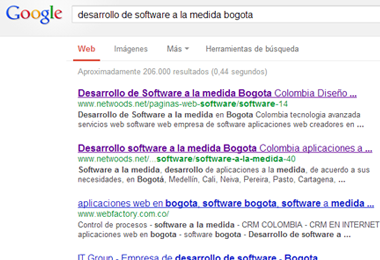 Google desarrollo de software a la medida bogota
Web Imágenes Más Herramientas de búsqueda
Aproximadamente 206.000 resultados (0,44 segundos)
Desarrollo de Software a la medida Bogota Colombia Diseño ...
www.netwoods.net/paginas-web-software/software-14
Desarrollo de Software a la medida en Bogota Colombia tecnologia avanzada
servicios web software web empresa de software aplicaciones web creadores en ...
Desarrollo software a la medida Bogota Colombia aplicaciones a ...
www.netwoods.net/...software/software-a-la-medida-40
Software a la medida, desarrollo de aplicaciones a la medida, de acuerdo a sus
necesidades, en Bogotá, Medellin, Cali, Neiva, Pereira, Pasto, Cartagena, ...
aplicaciones web en bogota, software bogota, software a medida ...
www.webfactory.com.co/
Control de procesos - software a la medida - CRM COLOMBIA - CRM EN INTERNET
aplicaciones web en bogota - software bogota - Desarrollo de Software a ...
IT Group - Empresa de desarrollo de software - Bogota